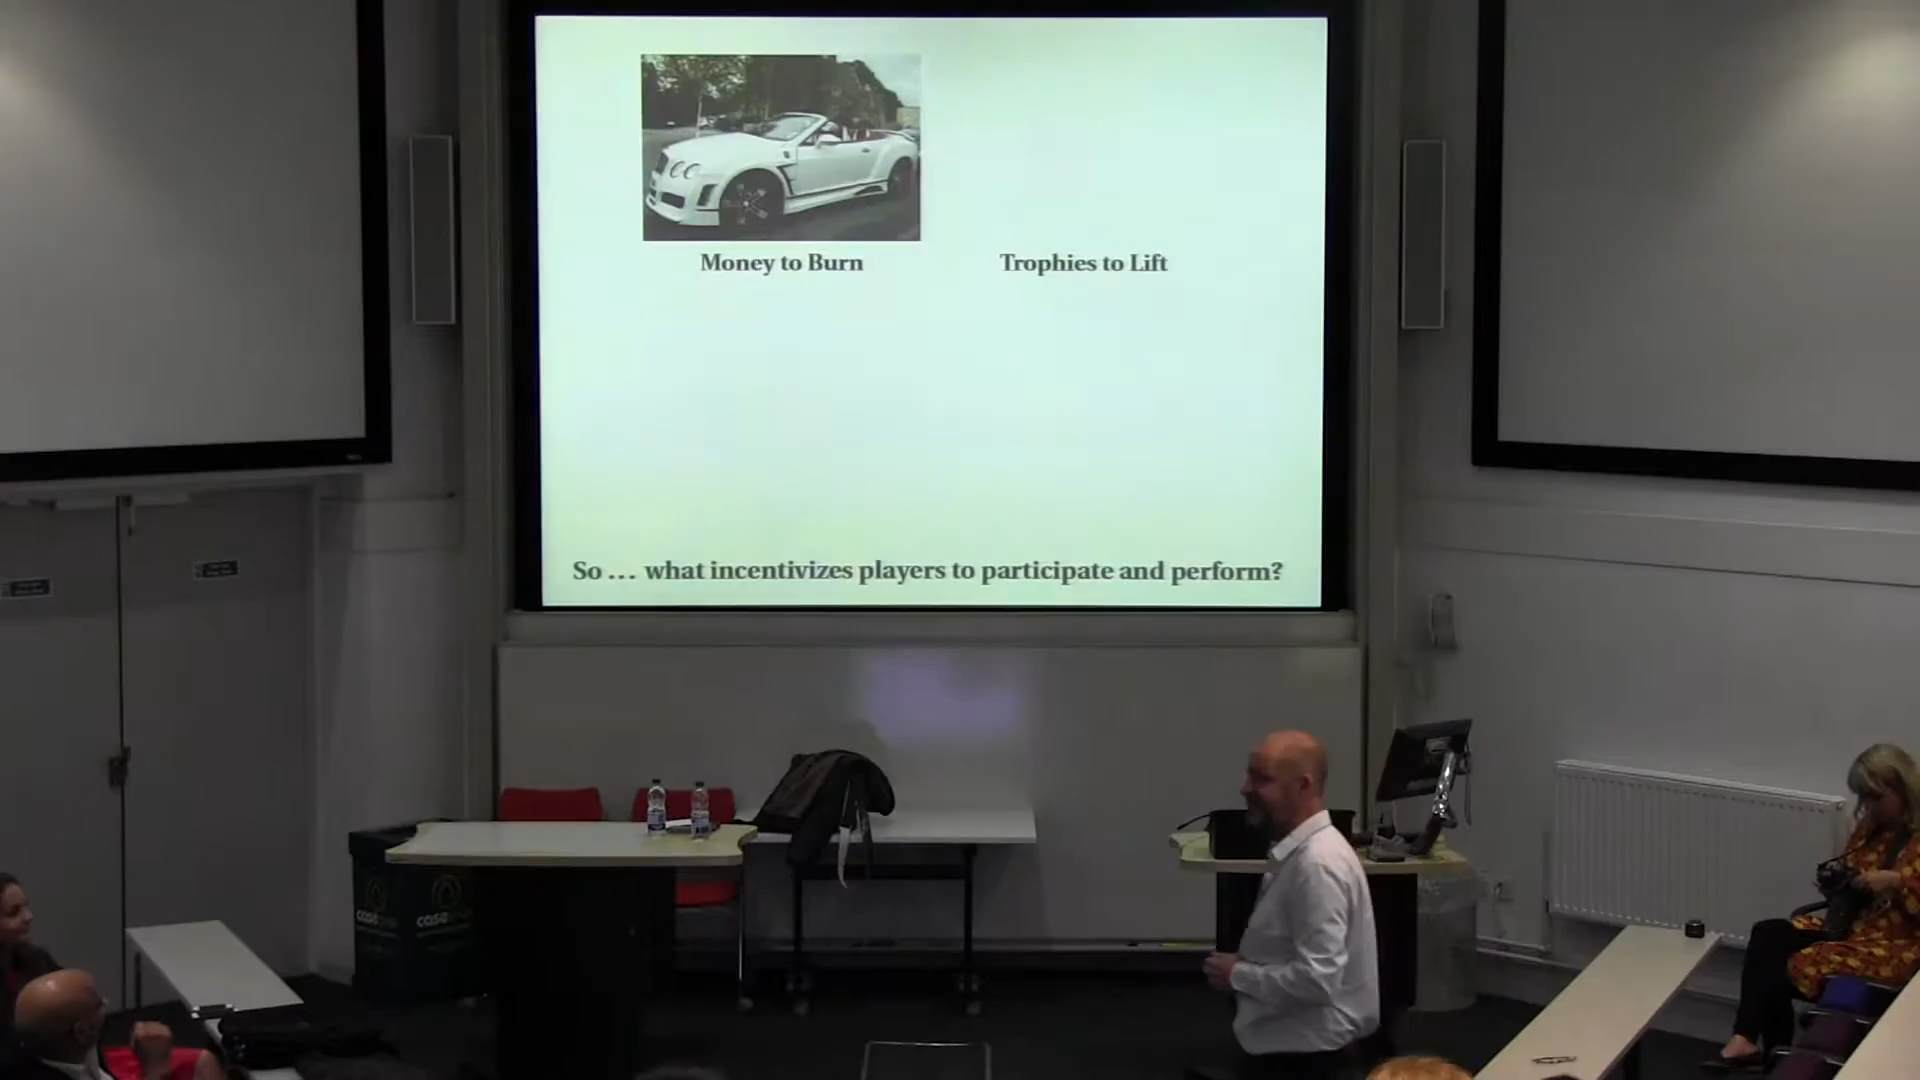 Money to Burn
Trophies to Lift
So ... what incentivizes players to participate and perform?